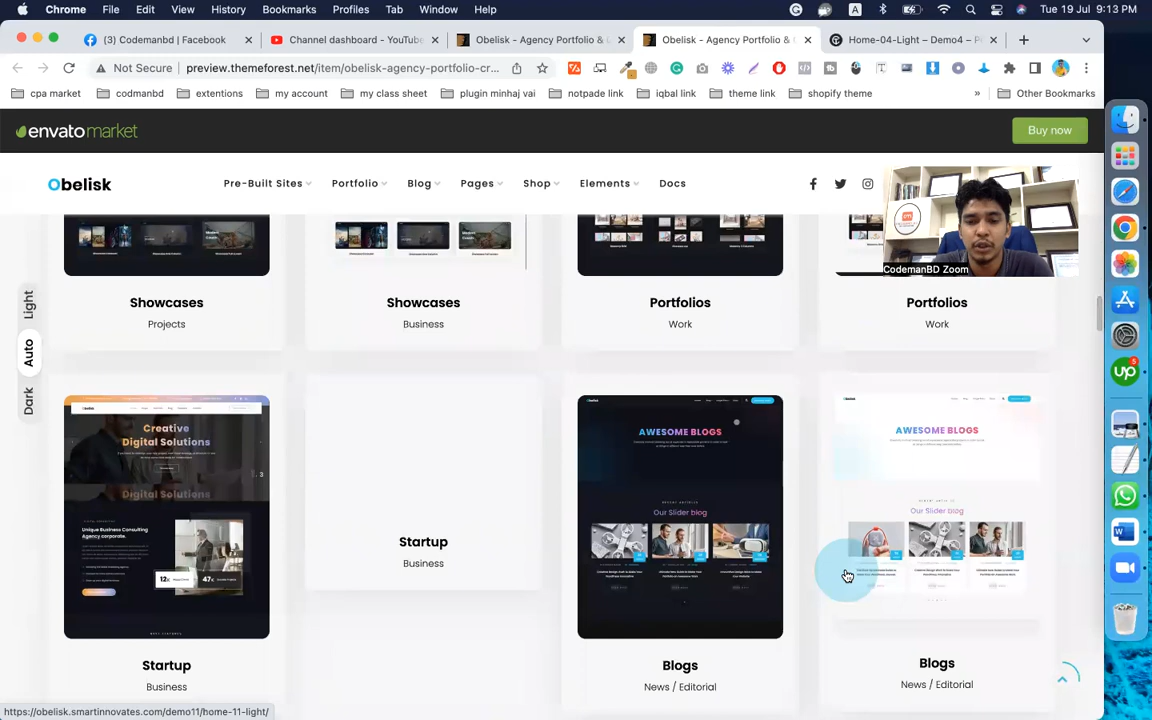 Chrome File Edit View History Bookmarks Profiles Tab Window Help A Tue 19 Jul 9:13 PM
(3) Codemanbd | Facebook Channel dashboard - YouTube Obelisk - Agency Portfolio & Obelisk - Agency Portfolio & Home-04-Light – Demo4 –
Not Secure preview.themeforest.net/item/obelisk-agency-portfolio-cr...
cpa market codmanbd extentions my account my class sheet plugin minhaj vai notpade link iqbal link theme link shopify theme » Other Bookmarks
envatomarket Buy now
Obelisk Pre-Built Sites Portfolio Blog Pages Shop Elements Docs
CodemanBD Zoom
Showcases Showcases Portfolios Portfolios
Projects Business Work Work
Light
Auto
Dark
Creative
Digital Solutions
Digital Solutions
Unique Business Consulting
Agency corporate.
12k 47k
Startup
Business
AWESOME BLOGS
Our Slider blog
AWESOME BLOGS
Our Slider blog
Startup Blogs Blogs
Business News / Editorial News / Editorial
up 5
W
https://obelisk.smartinnovates.com/demo11/home-11-light/